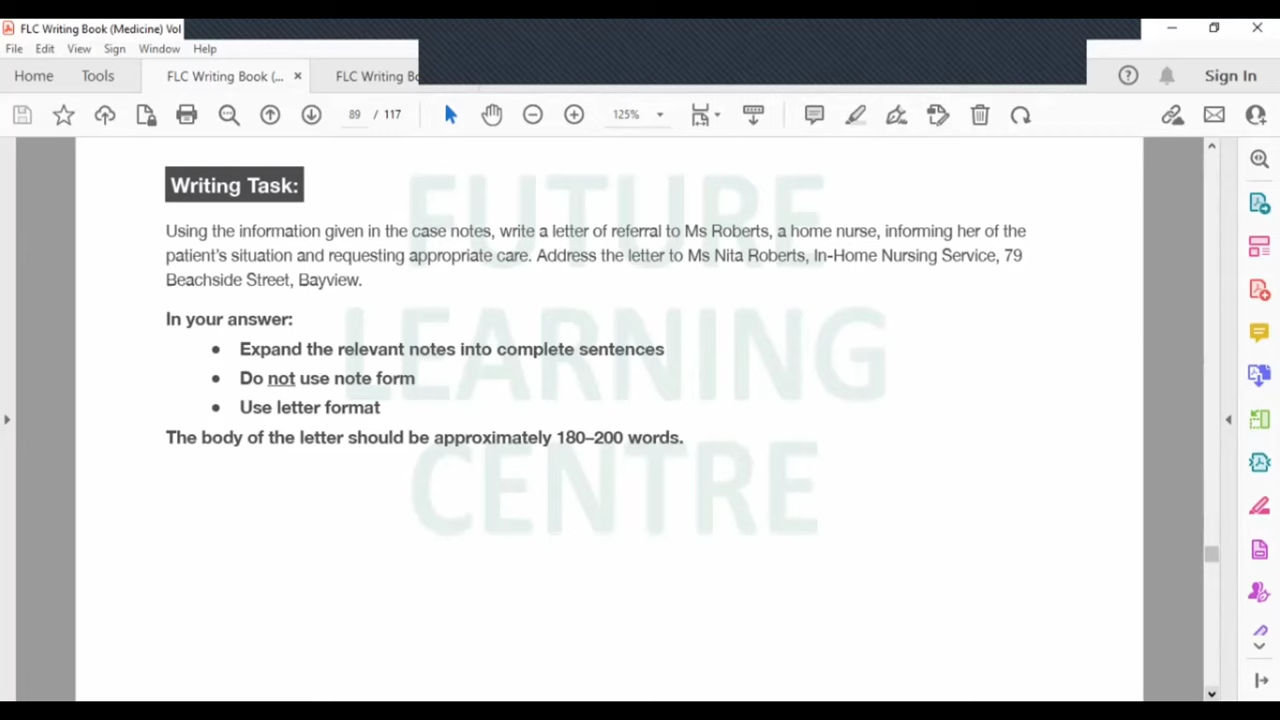 FLC Writing Book (Medicine) Vol
File Edit View Sign Window Help
Home Tools FLC Writing Book (... × FLC Writing Sign In
89 / 117 125%
Writing Task:
Using the information given in the case notes, write a letter of referral to Ms Roberts, a home nurse, informing her of the
patient's situation and requesting appropriate care. Address the letter to Ms Nita Roberts, In-Home Nursing Service, 79
Beachside Street, Bayview.
In your answer:
• Expand the relevant notes into complete sentences
• Do not use note form
• Use letter format
The body of the letter should be approximately 180–200 words.
FUTURE
LEARNING
CENTRE